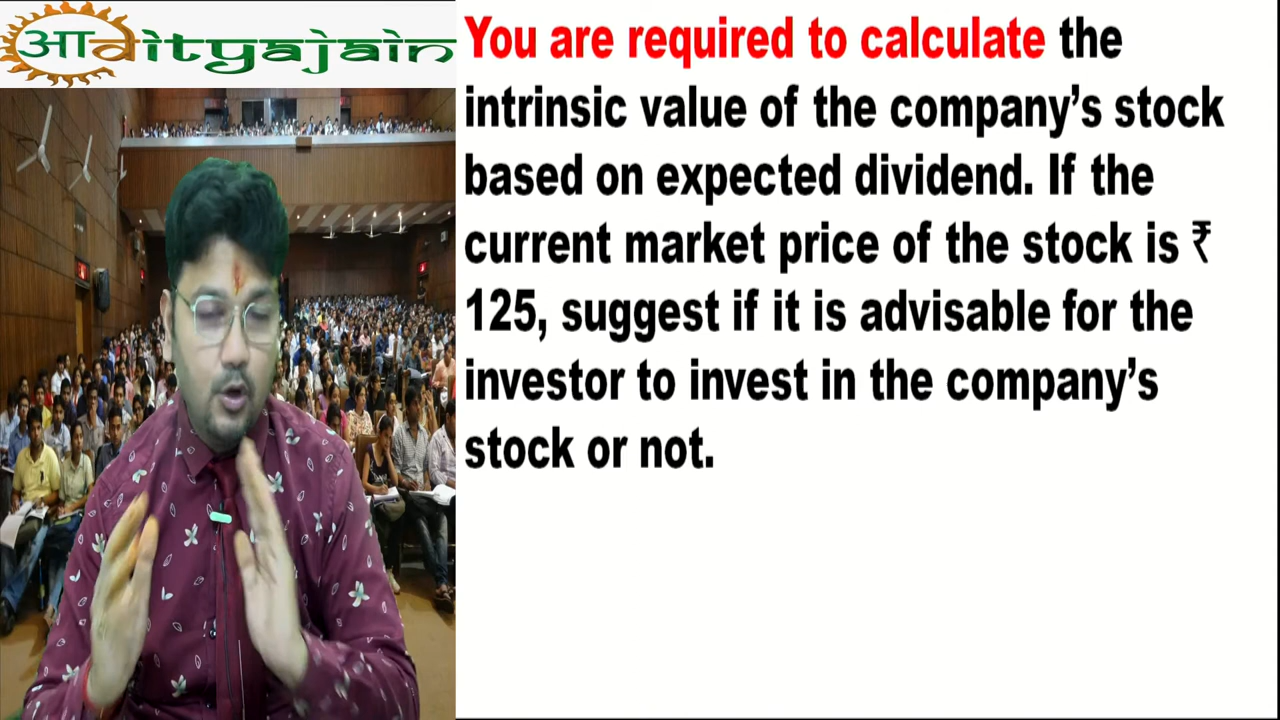 आdityajain
You are required to calculate the
intrinsic value of the company’s stock
based on expected dividend. If the
current market price of the stock is ₹
125, suggest if it is advisable for the
investor to invest in the company’s
stock or not.